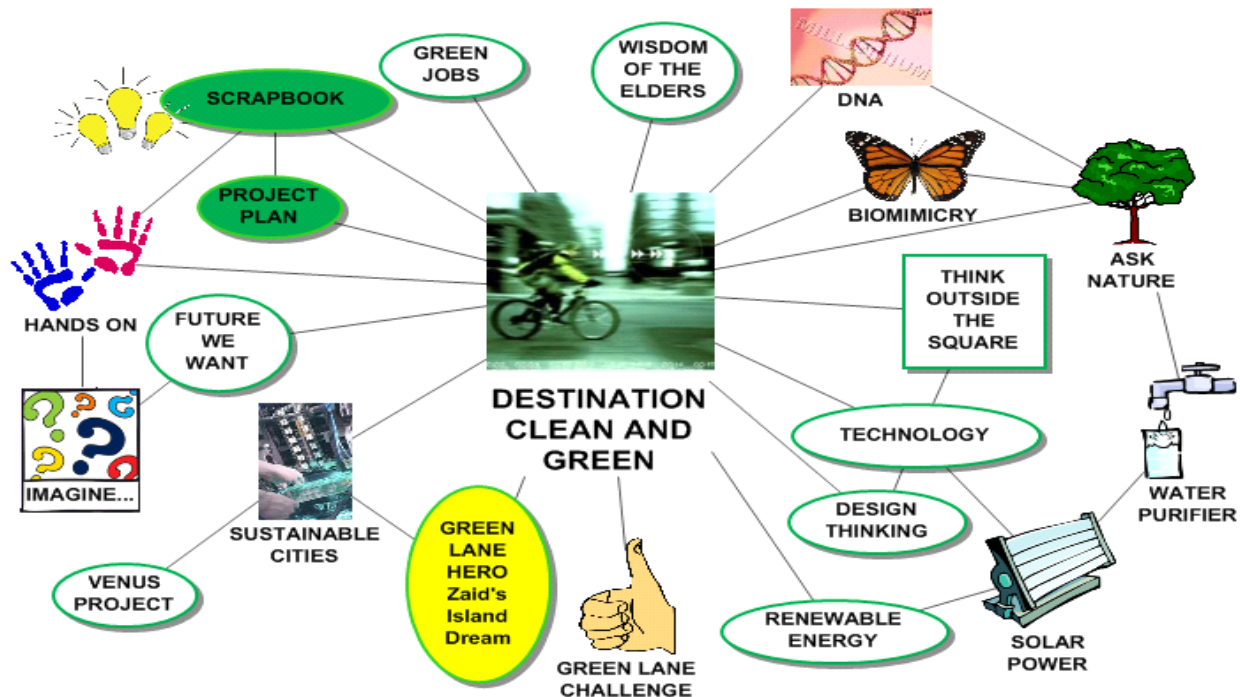 GREEN
JOBS
WISDOM
OF THE
ELDERS
MILLENNIUM
DNA
SCRAPBOOK
PROJECT
PLAN
BIOMIMICRY
ASK
NATURE
HANDS ON
FUTURE
WE
WANT
THINK
OUTSIDE
THE
SQUARE
DESTINATION
CLEAN AND
GREEN
TECHNOLOGY
IMAGINE...
SUSTAINABLE
CITIES
GREEN
LANE
HERO
Zaid's
Island
Dream
DESIGN
THINKING
WATER
PURIFIER
VENUS
PROJECT
RENEWABLE
ENERGY
SOLAR
POWER
GREEN LANE
CHALLENGE